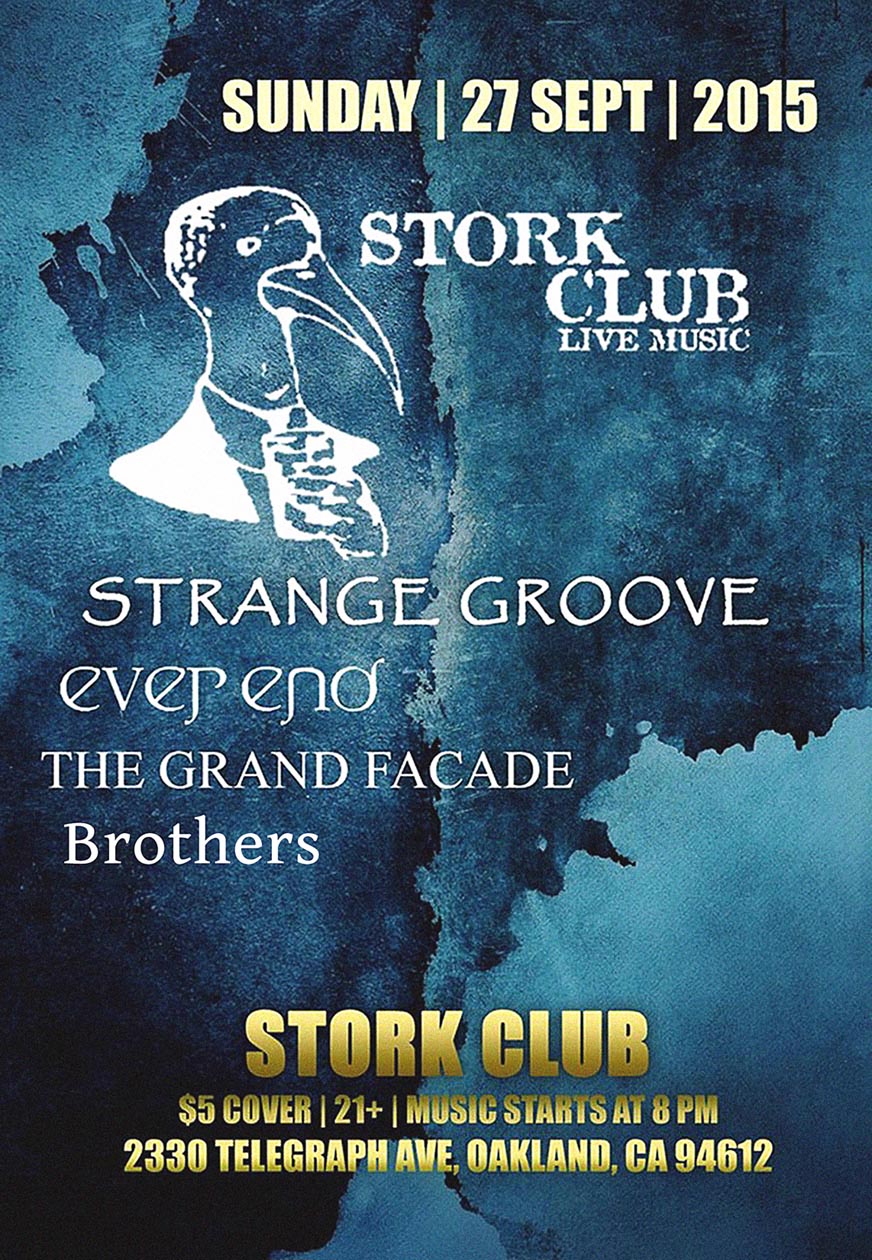 SUNDAY | 27 SEPT | 2015
STORK
CLUB
LIVE MUSIC
STRANGE GROOVE
ever end
THE GRAND FACADE
Brothers
STORK CLUB
$5 COVER | 21+ | MUSIC STARTS AT 8 PM
2330 TELEGRAPH AVE, OAKLAND, CA 94612